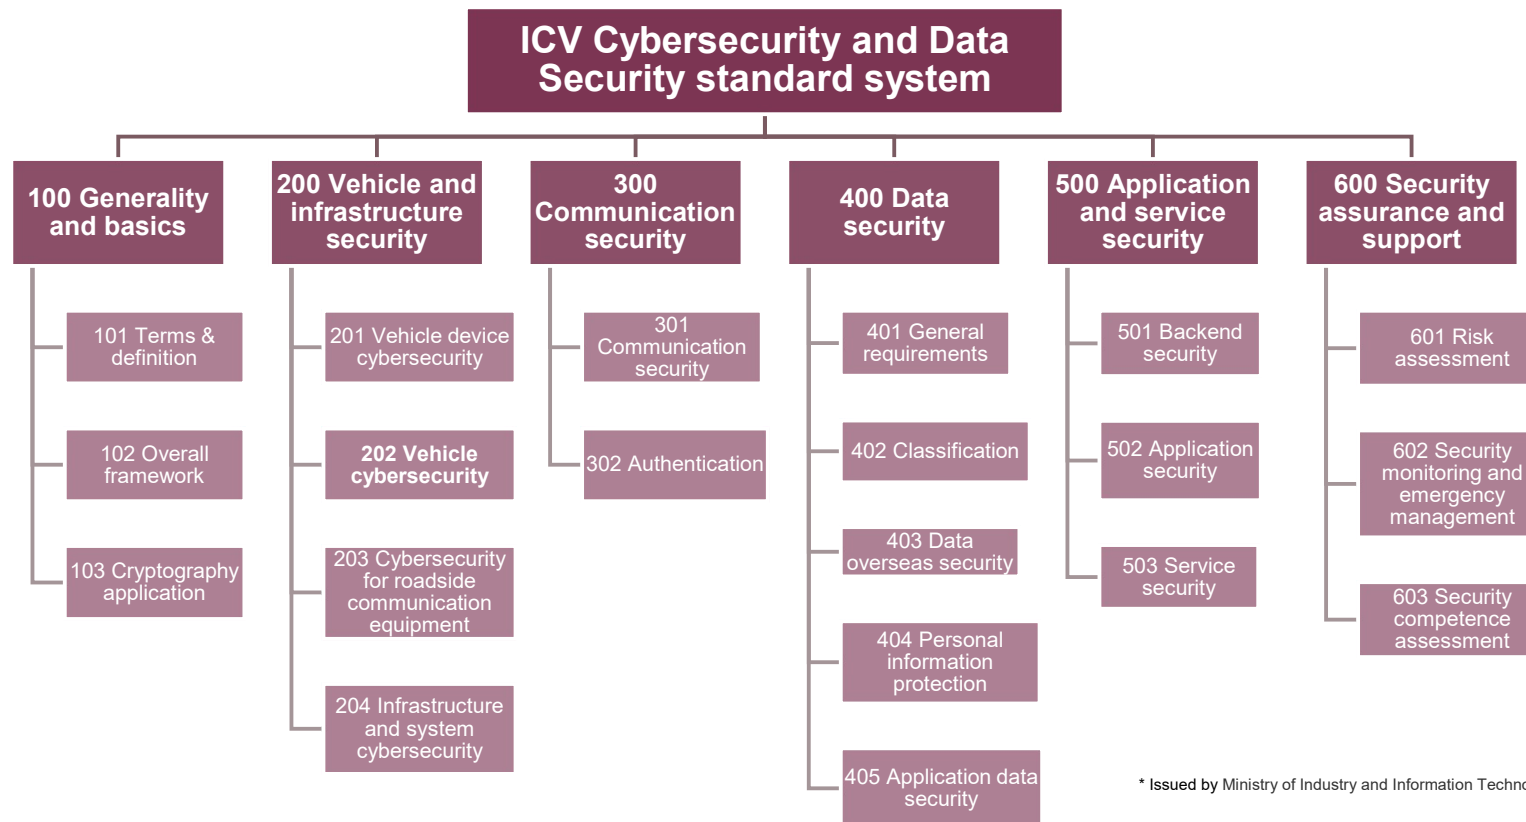 ICV Cybersecurity and Data
Security standard system
100 Generality
and basics
200 Vehicle and
infrastructure
security
300
Communication
security
400 Data
security
500 Application
and service
security
600 Security
assurance and
support
101 Terms &
definition
102 Overall
framework
103 Cryptography
application
201 Vehicle device
cybersecurity
202 Vehicle
cybersecurity
203 Cybersecurity
for roadside
communication
equipment
204 Infrastructure
and system
cybersecurity
301
Communication
security
302 Authentication
401 General
requirements
402 Classification
403 Data
overseas security
404 Personal
information
protection
405 Application data
security
501 Backend
security
502 Application
security
503 Service
security
601 Risk
assessment
602 Security
monitoring and
emergency
management
603 Security
competence
assessment
* Issued by Ministry of Industry and Information